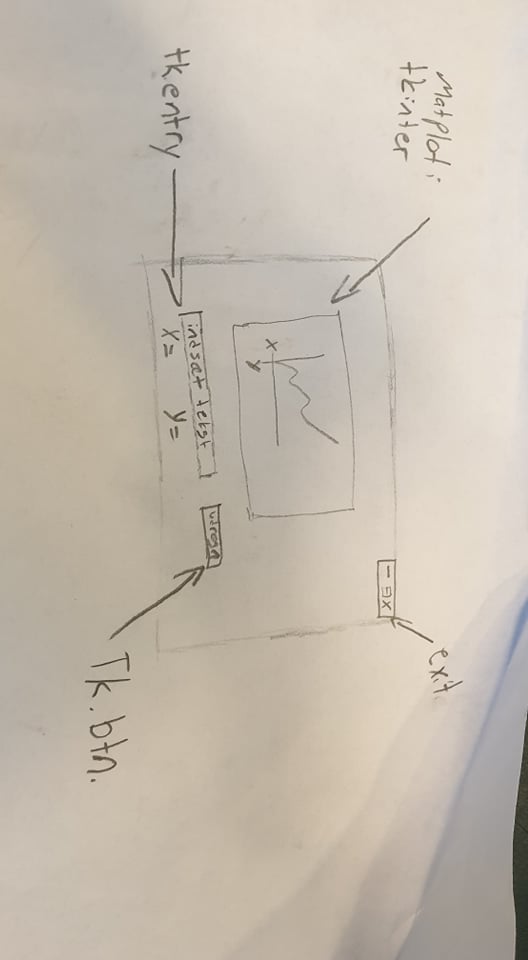 Matplot i
tkinter
exit
- ▭ x
x
y
indsæt tekst
udregn
tkentry
x=
y=
Tk.btn.